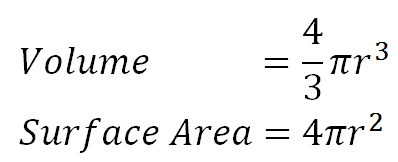 Volume = 4/3 πr³
Surface Area = 4πr²